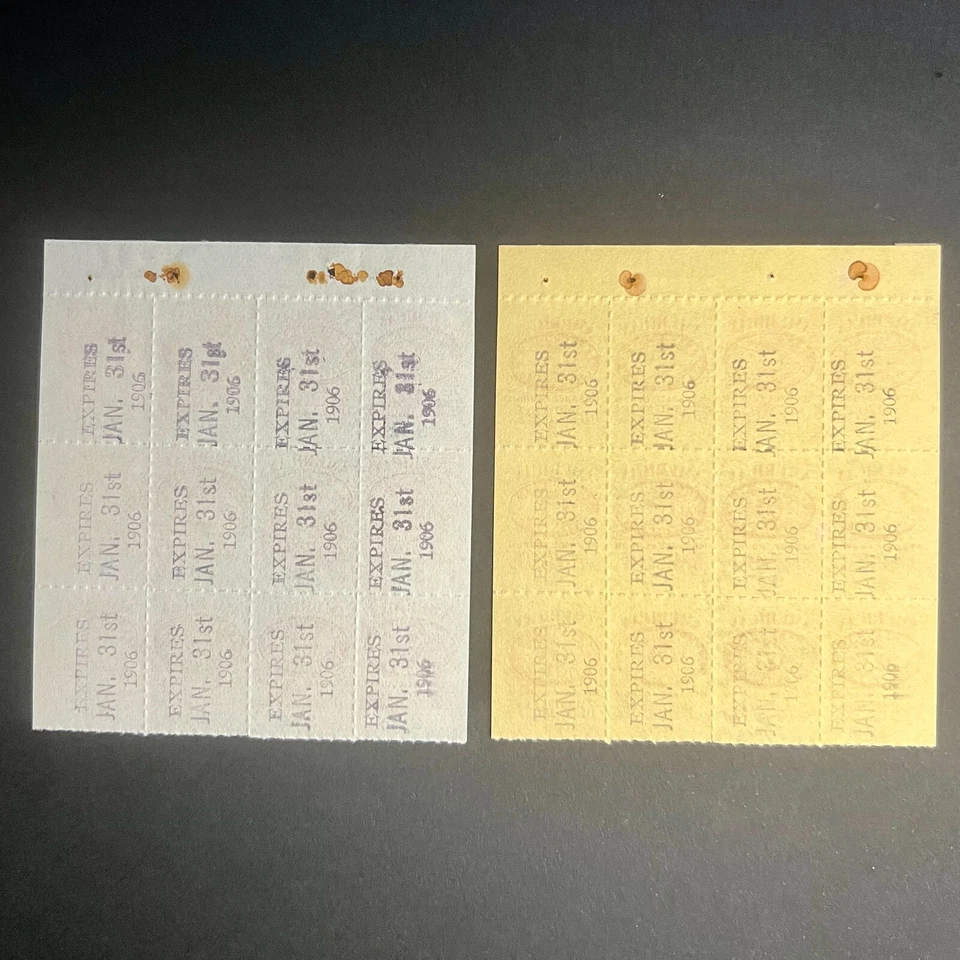 EXPIRES
JAN. 31st
1906
EXPIRES
JAN. 31st
1906
EXPIRES
JAN. 31st
1906
EXPIRES
JAN. 31st
1906
EXPIRES
JAN. 31st
1906
EXPIRES
JAN. 31st
1906
EXPIRES
JAN. 31st
1906
EXPIRES
JAN. 31st
1906
EXPIRES
JAN. 31st
1906
EXPIRES
JAN. 31st
1906
EXPIRES
JAN. 31st
1906
EXPIRES
JAN. 31st
1906
EXPIRES
JAN. 31st
1906
EXPIRES
JAN. 31st
1906
EXPIRES
JAN. 31st
1906
EXPIRES
JAN. 31st
1906
EXPIRES
JAN. 31st
1906
EXPIRES
JAN. 31st
1906
EXPIRES
JAN. 31st
1906
EXPIRES
JAN. 31st
1906
EXPIRES
JAN. 31st
1906
EXPIRES
JAN. 31st
1906
EXPIRES
JAN. 31st
1906
EXPIRES
JAN. 31st
1906